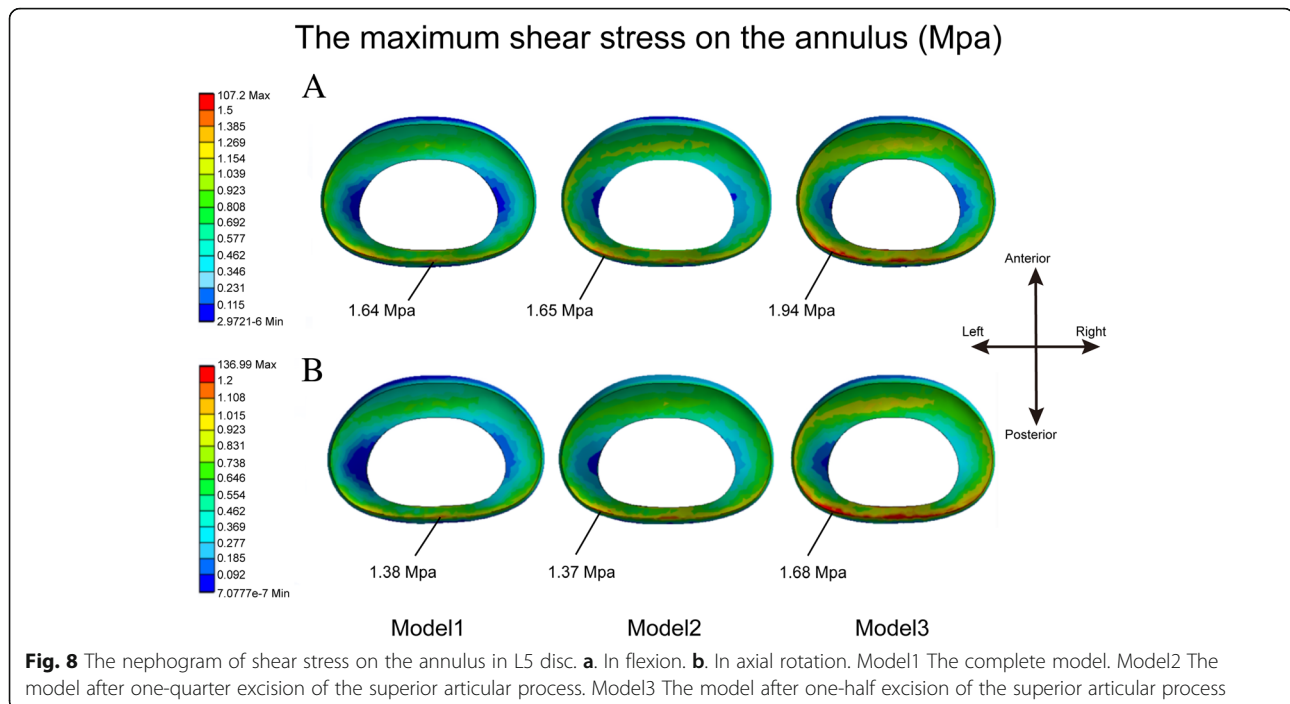 The maximum shear stress on the annulus (Mpa)
A
107.2 Max
1.5
1.385
1.269
1.154
1.039
0.923
0.808
0.692
0.577
0.462
0.346
0.231
0.115
2.9721-6 Min
1.64 Mpa
1.65 Mpa
1.94 Mpa
Anterior
Left
Right
Posterior
B
136.99 Max
1.2
1.108
1.015
0.923
0.831
0.738
0.646
0.554
0.462
0.369
0.277
0.185
0.092
7.0777e-7 Min
1.38 Mpa
1.37 Mpa
1.68 Mpa
Model1
Model2
Model3
Fig. 8 The nephogram of shear stress on the annulus in L5 disc. a. In flexion. b. In axial rotation. Model1 The complete model. Model2 The
model after one-quarter excision of the superior articular process. Model3 The model after one-half excision of the superior articular process